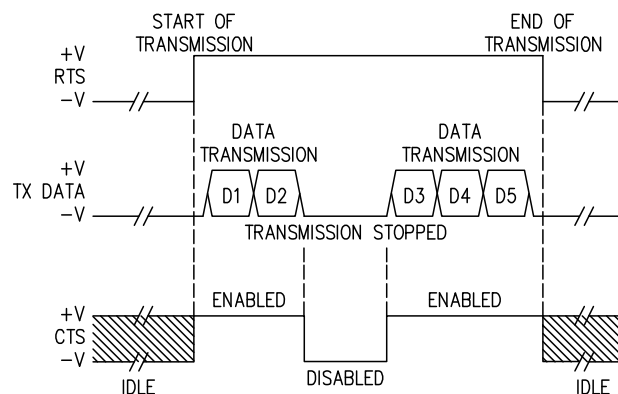 START OF
TRANSMISSION
END OF
TRANSMISSION
+V
RTS
−V
DATA
TRANSMISSION
DATA
TRANSMISSION
+V
TX DATA
−V
D1
D2
D3
D4
D5
TRANSMISSION STOPPED
+V
CTS
−V
ENABLED
ENABLED
IDLE
DISABLED
IDLE